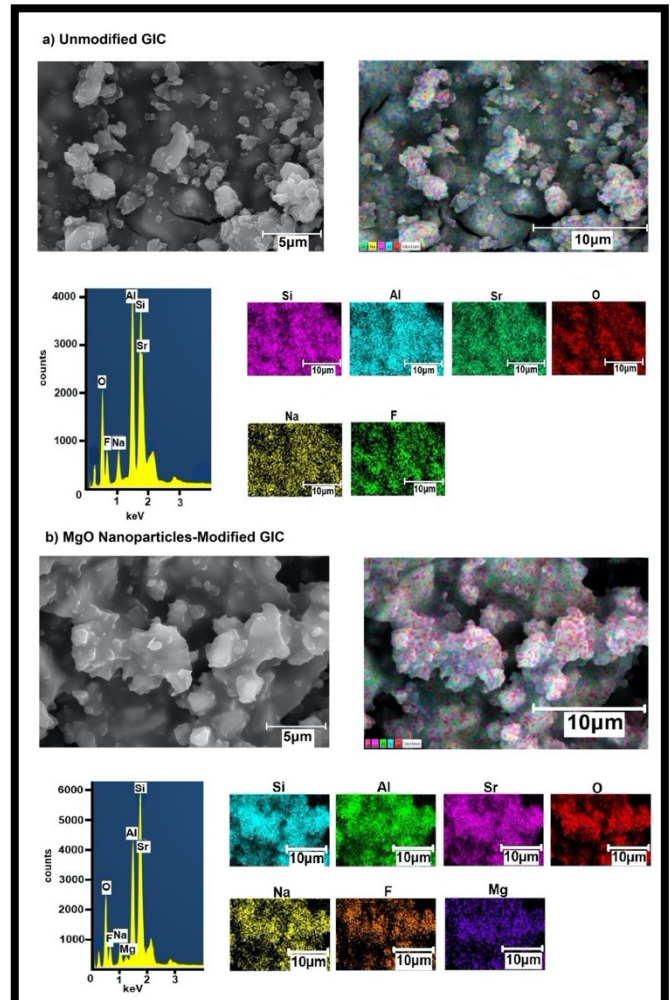 a) Unmodified GIC
5μm
10μm
4000
3000
2000
1000
0
counts
Al
Si
Sr
O
F Na
1 2 3
keV
Si Al Sr O
10μm 10μm 10μm 10μm
Na F
10μm 10μm
b) MgO Nanoparticles-Modified GIC
5μm
10μm
6000
5000
4000
3000
2000
1000
0
counts
Si
Al
Sr
O
Na
F
Mg
1 2 3
keV
Si Al Sr O
10μm 10μm 10μm 10μm
Na F Mg
10μm 10μm 10μm